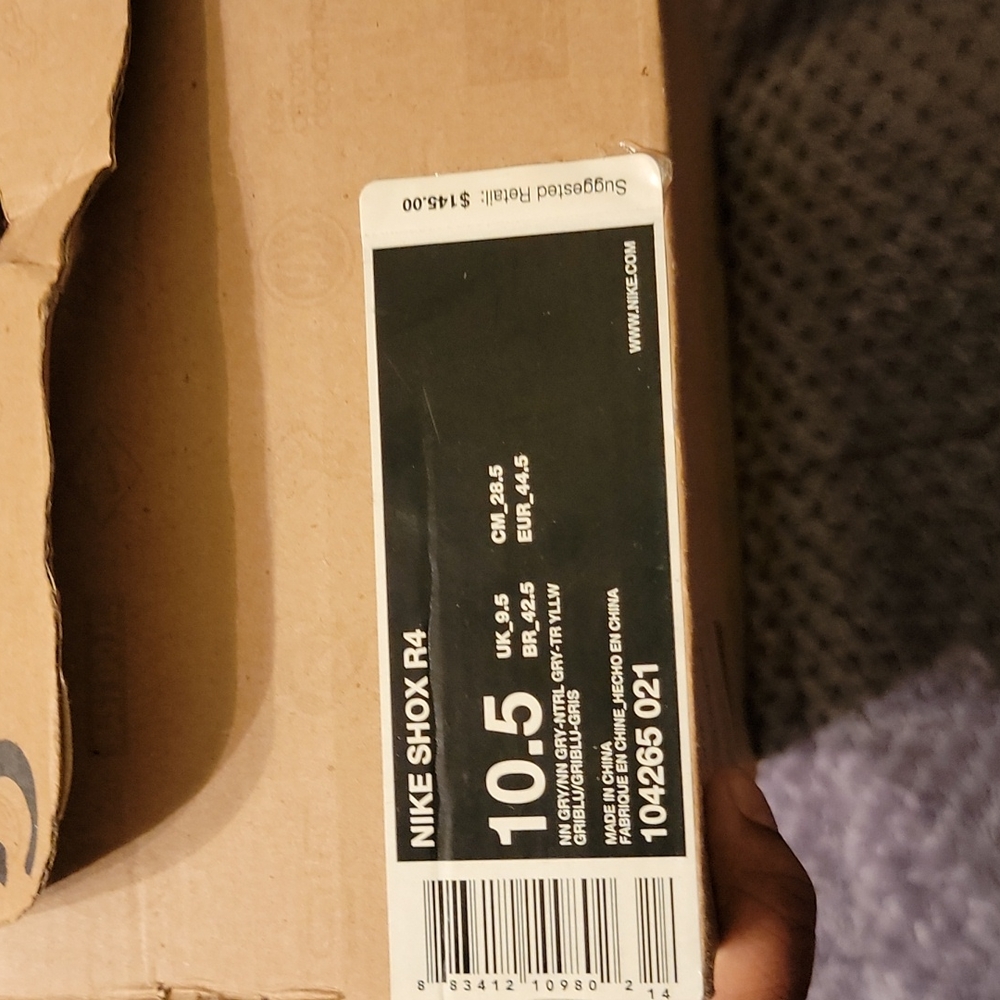 Suggested Retail: $145.00
NIKE SHOX R4
10.5
UK_9.5 CM_28.5
BR_42.5 EUR_44.5
NN GRY/NN GRY-NTRL GRY-TR YLLW
GRIBLU/GRIBLU-GRIS
MADE IN CHINA
FABRIQUE EN CHINE_HECHO EN CHINA
104265 021
WWW.NIKE.COM
8 83412 10980 2
14